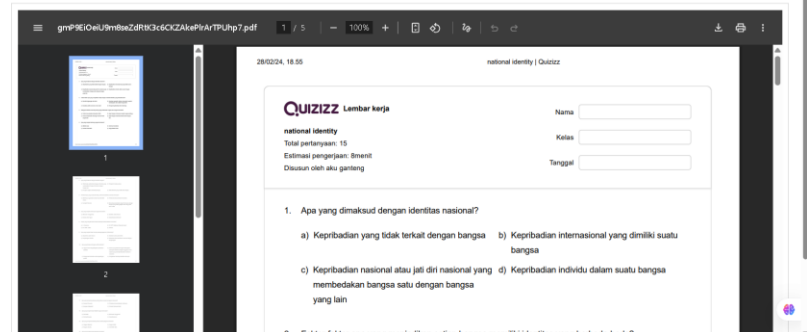 gmP9EiOeiU9m8seZdRtK3c6CKZAkePlrArTPUhp7.pdf
1 / 5
100%
28/02/24, 18.55
national identity | Quizizz
QUIZIZZ Lembar kerja
national identity
Total pertanyaan: 15
Estimasi pengerjaan: 8menit
Disusun oleh aku ganteng
Nama
Kelas
Tanggal
1. Apa yang dimaksud dengan identitas nasional?
a) Kepribadian yang tidak terkait dengan bangsa
b) Kepribadian internasional yang dimiliki suatu
bangsa
c) Kepribadian nasional atau jati diri nasional yang
membedakan bangsa satu dengan bangsa
yang lain
d) Kepribadian individu dalam suatu bangsa
1
2